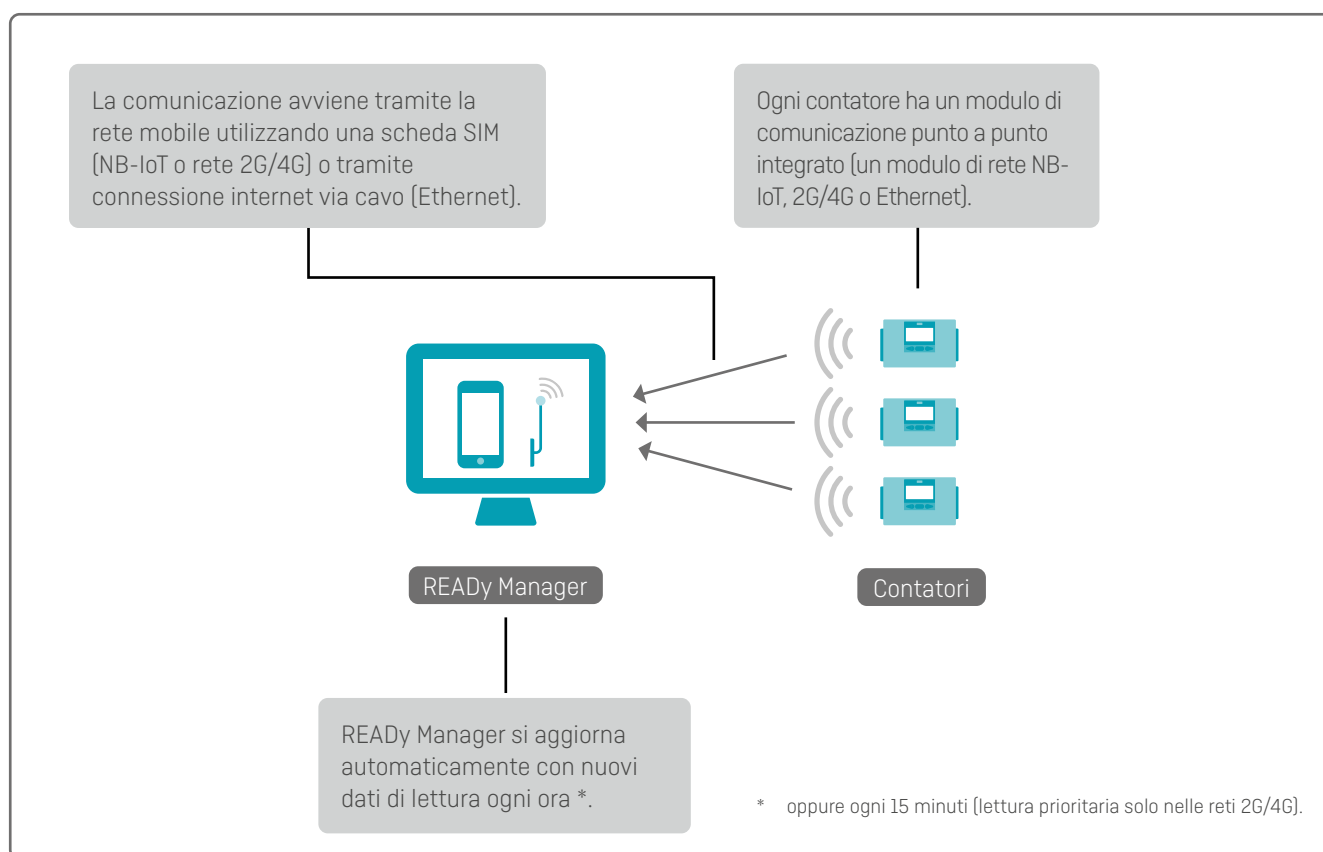 La comunicazione avviene tramite la
rete mobile utilizzando una scheda SIM
(NB-IoT o rete 2G/4G) o tramite
connessione internet via cavo (Ethernet).
Ogni contatore ha un modulo di
comunicazione punto a punto
integrato (un modulo di rete NB-
IoT, 2G/4G o Ethernet).
READy Manager
Contatori
READy Manager si aggiorna
automaticamente con nuovi
dati di lettura ogni ora *.
* oppure ogni 15 minuti (lettura prioritaria solo nelle reti 2G/4G).